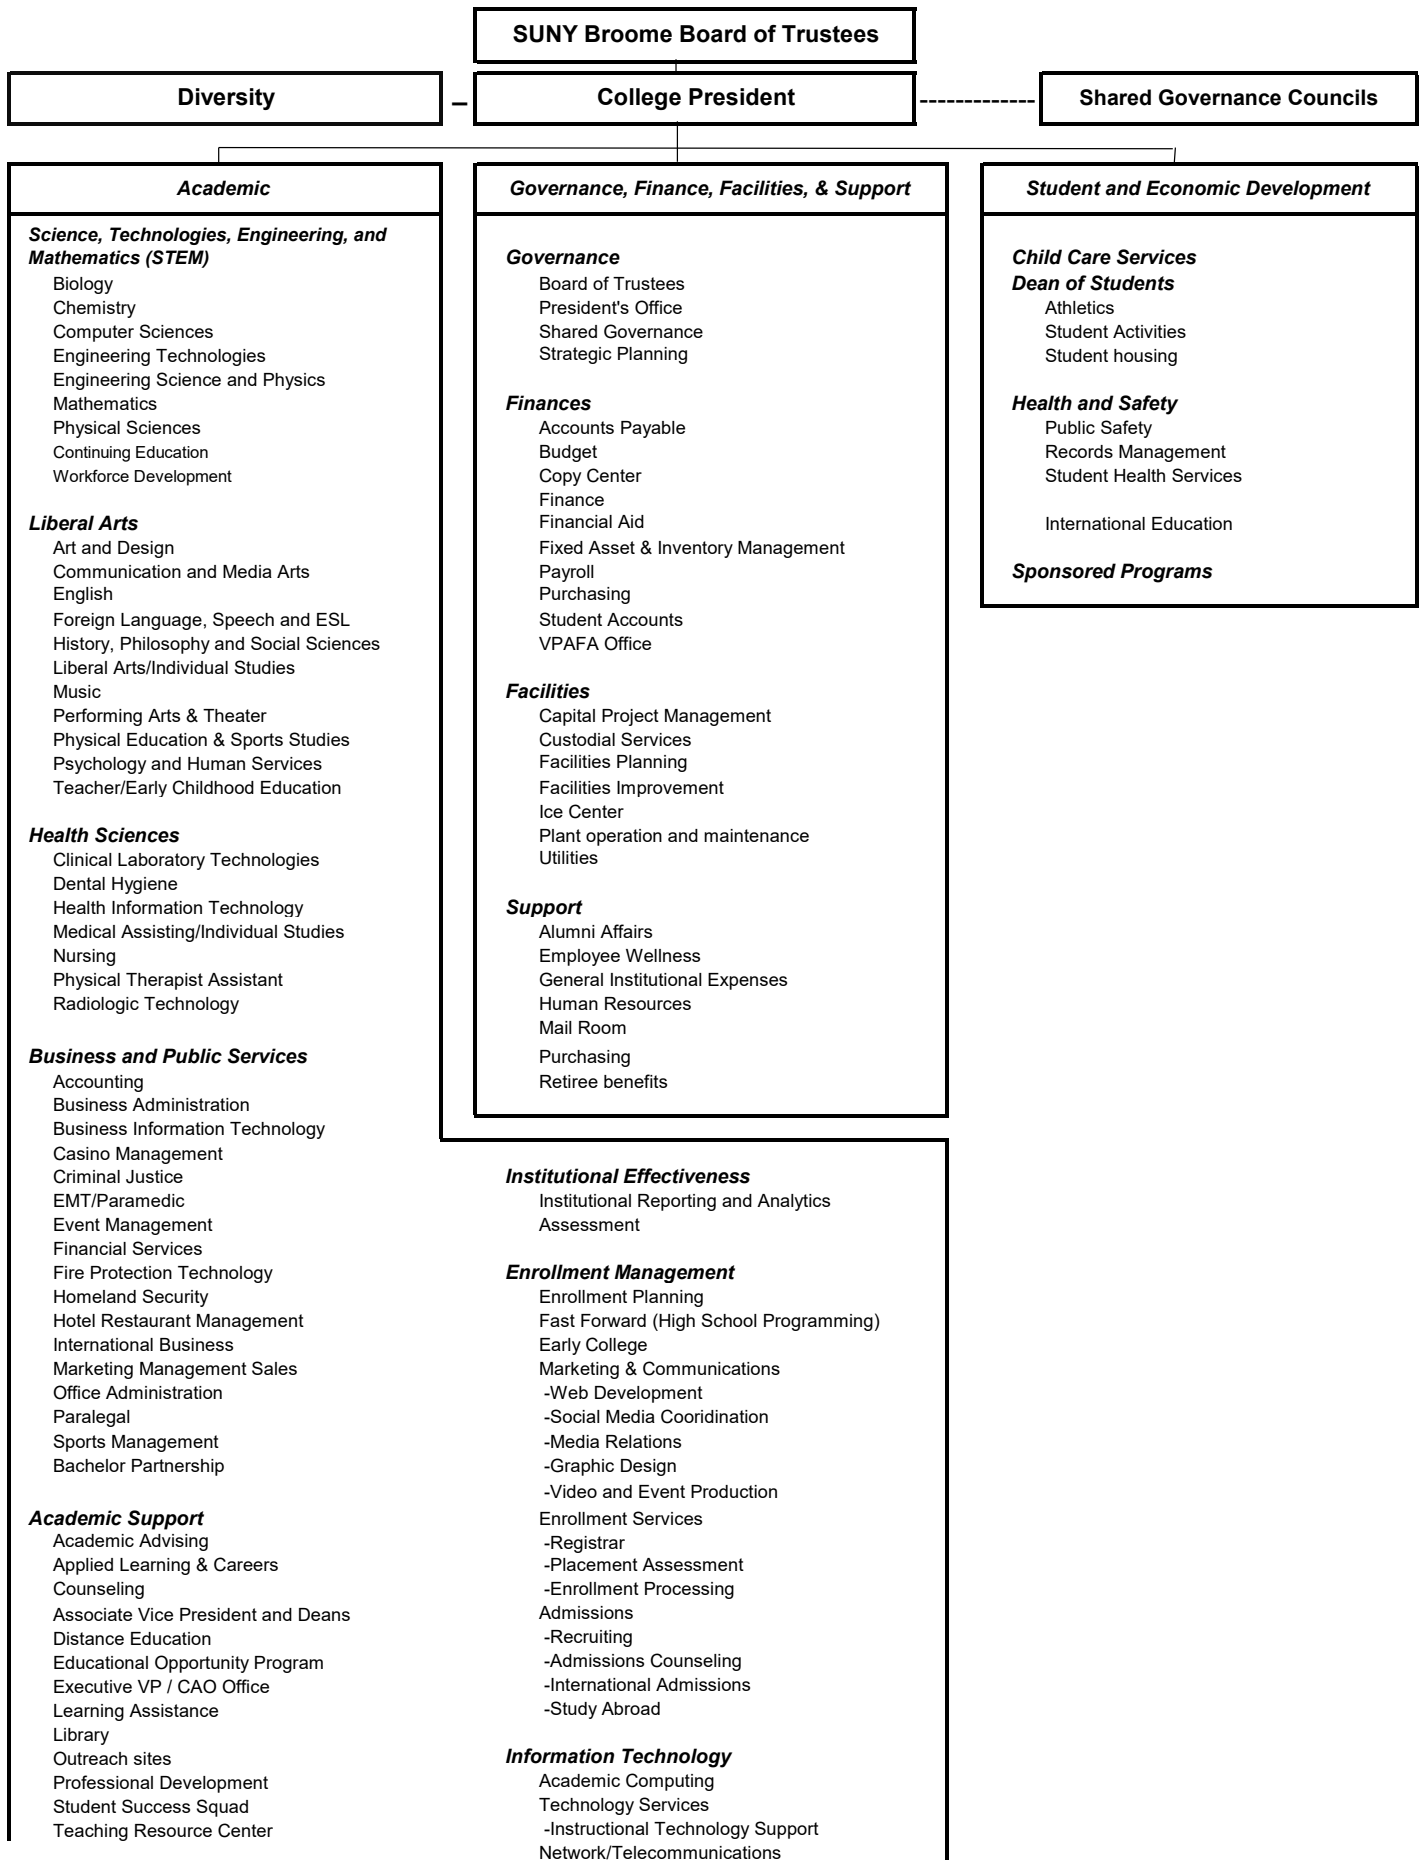 SUNY Broome Board of Trustees
Diversity
–
College President
-------------
Shared Governance Councils
Academic
Science, Technologies, Engineering, and
Mathematics (STEM)
Biology
Chemistry
Computer Sciences
Engineering Technologies
Engineering Science and Physics
Mathematics
Physical Sciences
Continuing Education
Workforce Development
Liberal Arts
Art and Design
Communication and Media Arts
English
Foreign Language, Speech and ESL
History, Philosophy and Social Sciences
Liberal Arts/Individual Studies
Music
Performing Arts & Theater
Physical Education & Sports Studies
Psychology and Human Services
Teacher/Early Childhood Education
Health Sciences
Clinical Laboratory Technologies
Dental Hygiene
Health Information Technology
Medical Assisting/Individual Studies
Nursing
Physical Therapist Assistant
Radiologic Technology
Business and Public Services
Accounting
Business Administration
Business Information Technology
Casino Management
Criminal Justice
EMT/Paramedic
Event Management
Financial Services
Fire Protection Technology
Homeland Security
Hotel Restaurant Management
International Business
Marketing Management Sales
Office Administration
Paralegal
Sports Management
Bachelor Partnership
Academic Support
Academic Advising
Applied Learning & Careers
Counseling
Associate Vice President and Deans
Distance Education
Educational Opportunity Program
Executive VP / CAO Office
Learning Assistance
Library
Outreach sites
Professional Development
Student Success Squad
Teaching Resource Center
Governance, Finance, Facilities, & Support
Governance
Board of Trustees
President's Office
Shared Governance
Strategic Planning
Finances
Accounts Payable
Budget
Copy Center
Finance
Financial Aid
Fixed Asset & Inventory Management
Payroll
Purchasing
Student Accounts
VPAFA Office
Facilities
Capital Project Management
Custodial Services
Facilities Planning
Facilities Improvement
Ice Center
Plant operation and maintenance
Utilities
Support
Alumni Affairs
Employee Wellness
General Institutional Expenses
Human Resources
Mail Room
Purchasing
Retiree benefits
Institutional Effectiveness
Institutional Reporting and Analytics
Assessment
Enrollment Management
Enrollment Planning
Fast Forward (High School Programming)
Early College
Marketing & Communications
-Web Development
-Social Media Cooridination
-Media Relations
-Graphic Design
-Video and Event Production
Enrollment Services
-Registrar
-Placement Assessment
-Enrollment Processing
Admissions
-Recruiting
-Admissions Counseling
-International Admissions
-Study Abroad
Information Technology
Academic Computing
Technology Services
-Instructional Technology Support
Network/Telecommunications
Student and Economic Development
Child Care Services
Dean of Students
Athletics
Student Activities
Student housing
Health and Safety
Public Safety
Records Management
Student Health Services
International Education
Sponsored Programs